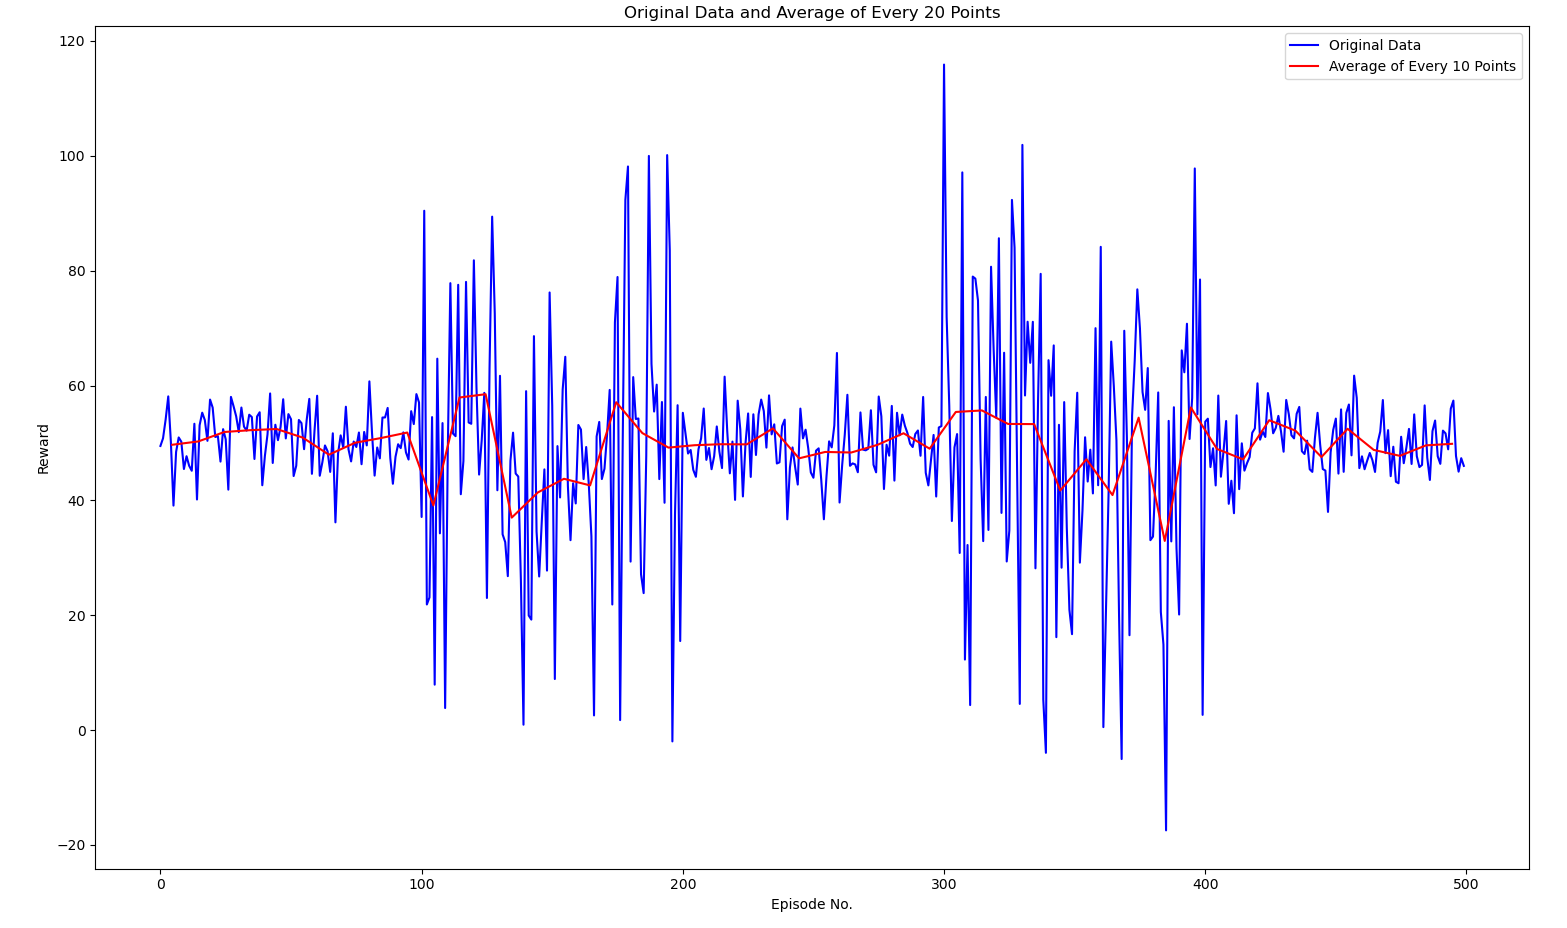 Original Data and Average of Every 20 Points
Original Data
Average of Every 10 Points
120
100
80
60
40
20
0
−20
Reward
0 100 200 300 400 500
Episode No.